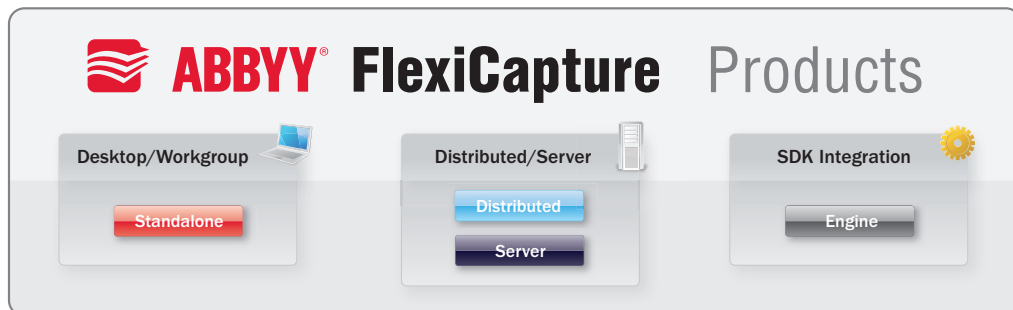 ABBYY® FlexiCapture Products
Desktop/Workgroup
Standalone
Distributed/Server
Distributed
Server
SDK Integration
Engine